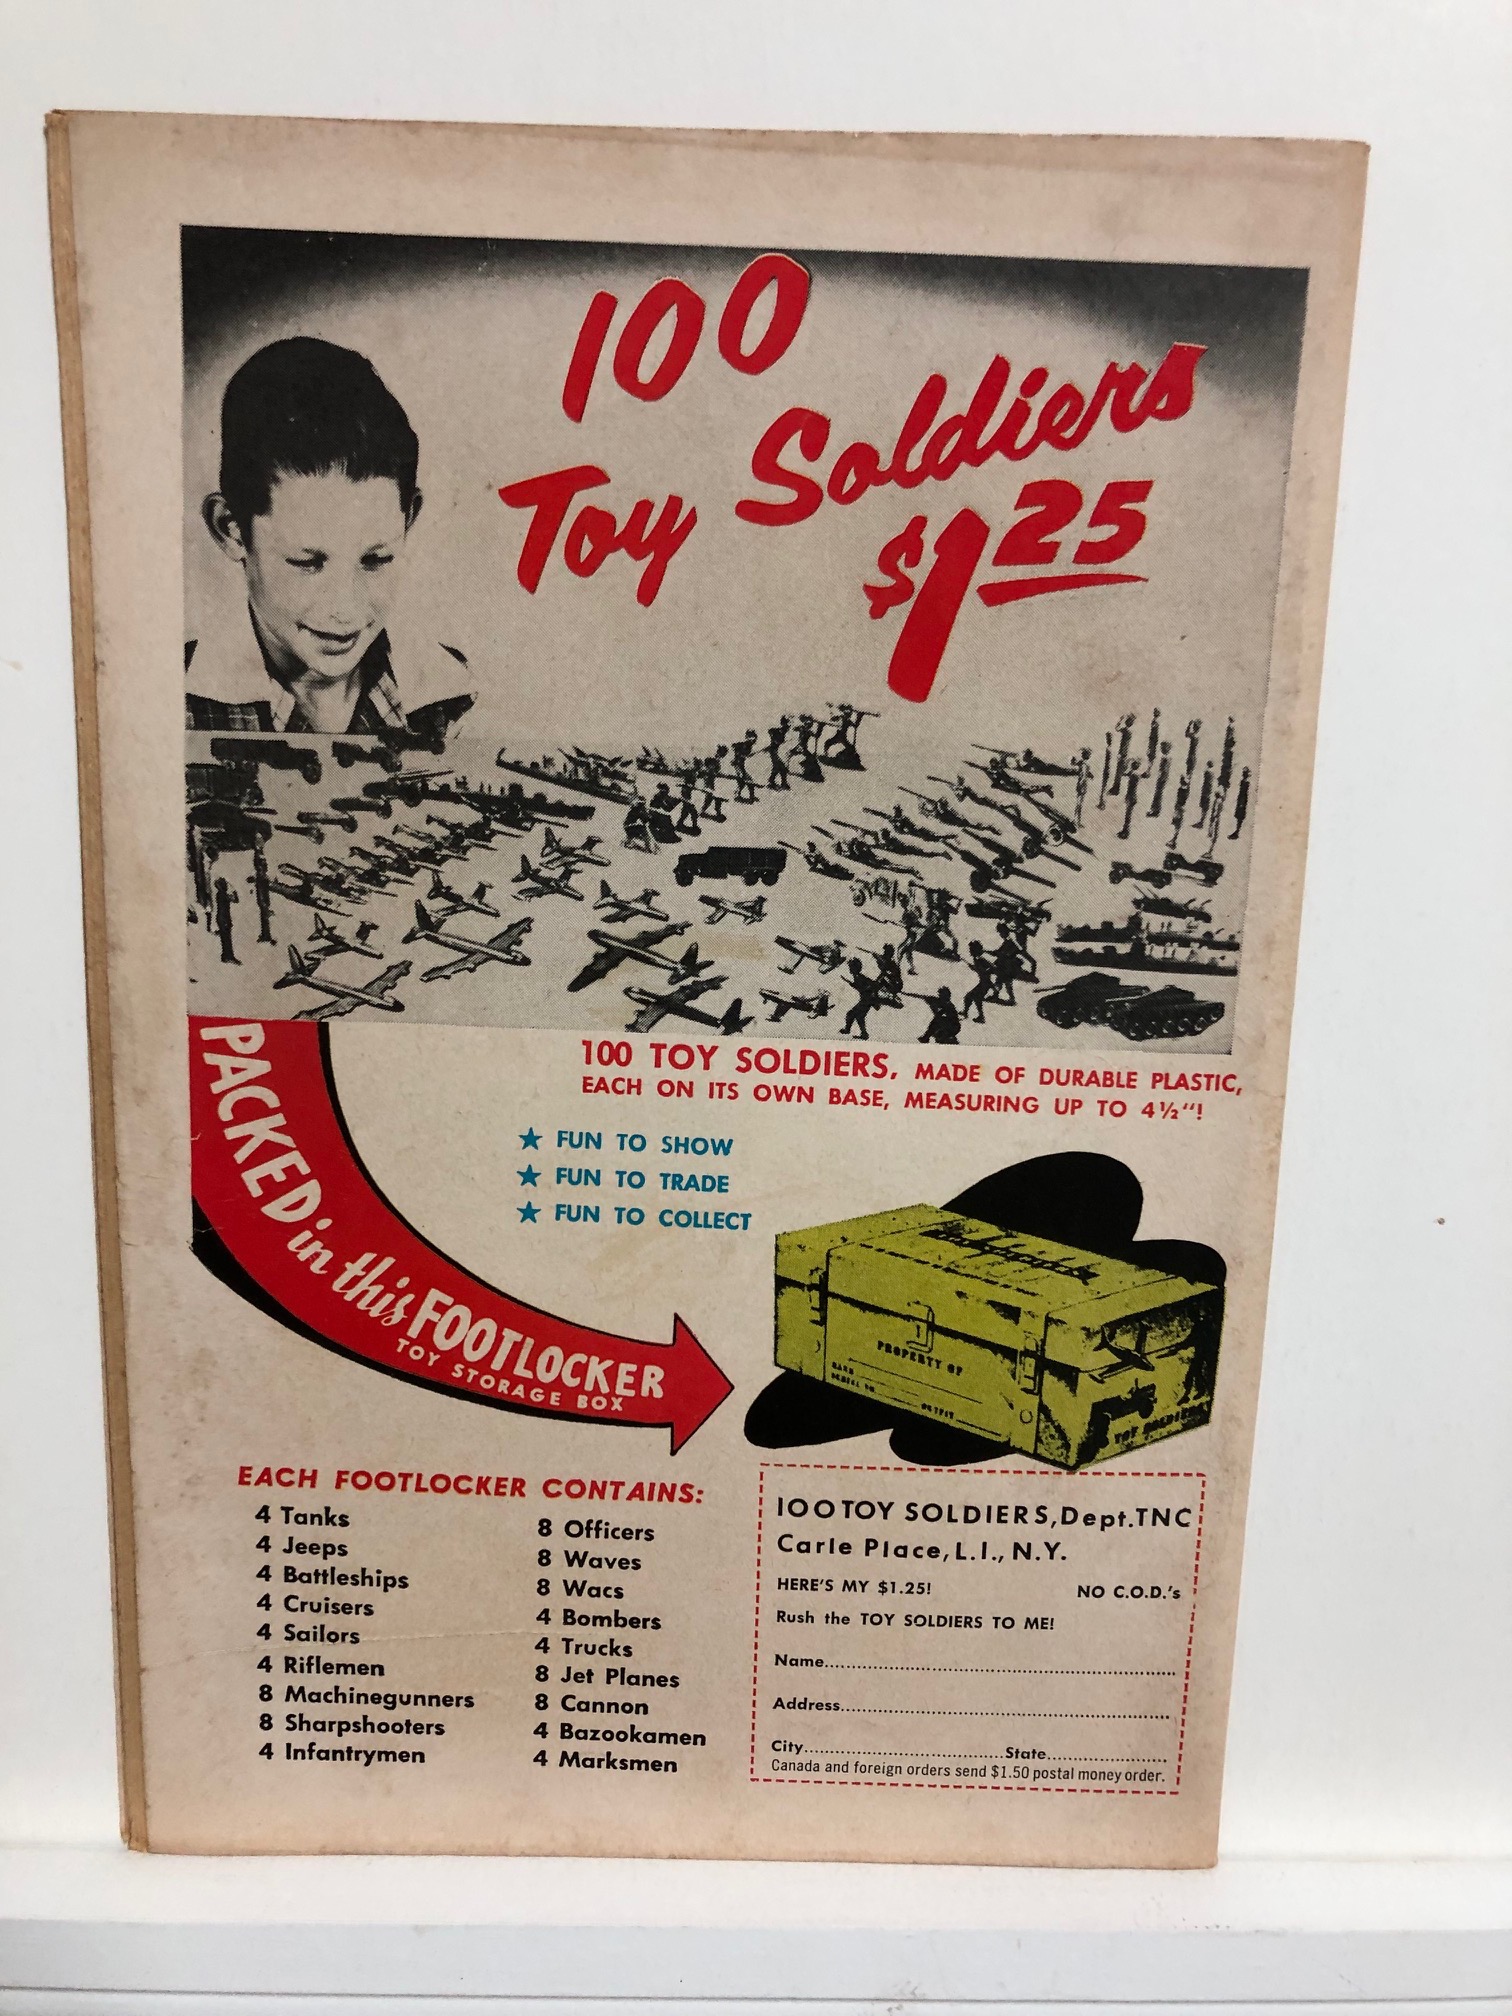 100
Toy Soldiers
$1.25
100 TOY SOLDIERS, MADE OF DURABLE PLASTIC,
EACH ON ITS OWN BASE, MEASURING UP TO 4½"!
★ FUN TO SHOW
★ FUN TO TRADE
★ FUN TO COLLECT
PACKED in this FOOTLOCKER
TOY STORAGE BOX
PROPERTY OF
TOY SOLDIERS
EACH FOOTLOCKER CONTAINS:
4 Tanks
4 Jeeps
4 Battleships
4 Cruisers
4 Sailors
4 Riflemen
8 Machinegunners
8 Sharpshooters
4 Infantrymen
8 Officers
8 Waves
8 Wacs
4 Bombers
4 Trucks
8 Jet Planes
8 Cannon
4 Bazookamen
4 Marksmen
100 TOY SOLDIERS, Dept. TNC
Carle Place, L.I., N.Y.
HERE'S MY $1.25! NO C.O.D.'s
Rush the TOY SOLDIERS TO ME!
Name
Address
City State
Canada and foreign orders send $1.50 postal money order.